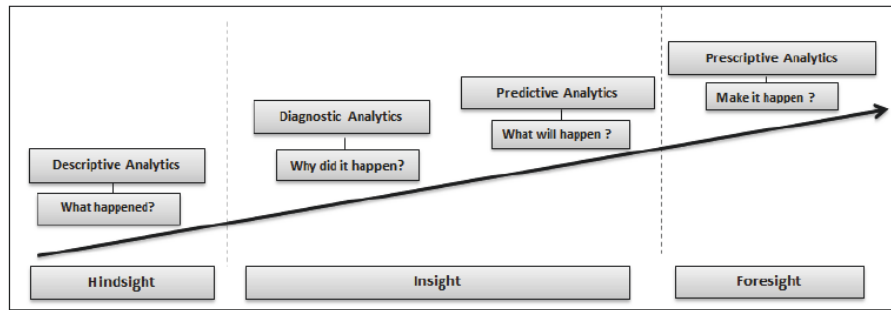 Descriptive Analytics
What happened?
Diagnostic Analytics
Why did it happen?
Predictive Analytics
What will happen ?
Prescriptive Analytics
Make it happen ?
Hindsight
Insight
Foresight